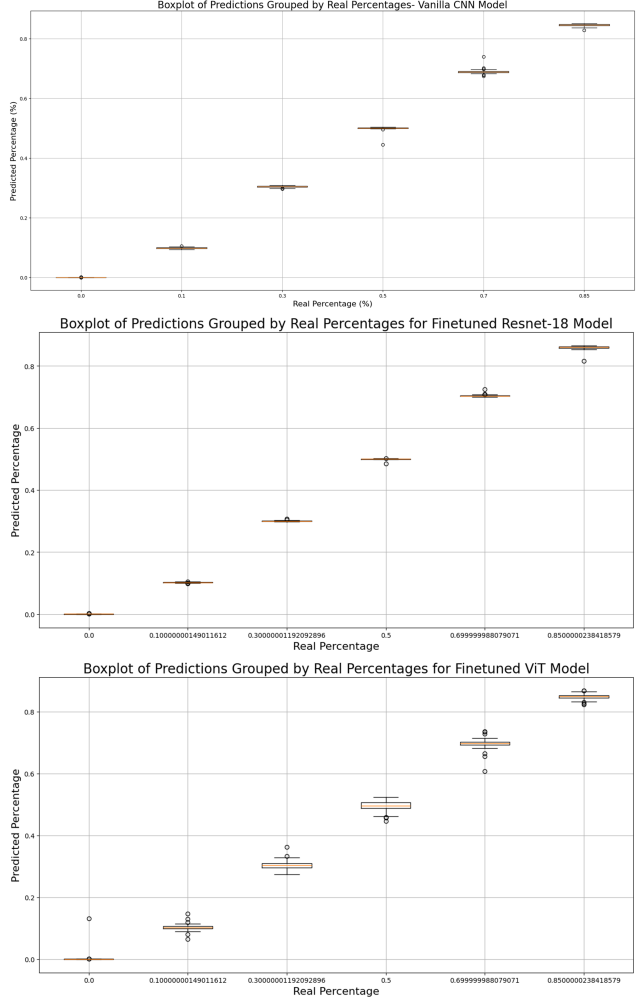 Boxplot of Predictions Grouped by Real Percentages- Vanilla CNN Model
Predicted Percentage (%)
0.8
0.6
0.4
0.2
0.0
0.0 0.1 0.3 0.5 0.7 0.85
Real Percentage (%)
Boxplot of Predictions Grouped by Real Percentages for Finetuned Resnet-18 Model
Predicted Percentage
0.8
0.6
0.4
0.2
0.0
0.0 0.10000000149011612 0.30000001192092896 0.5 0.699999988079071 0.8500000238418579
Real Percentage
Boxplot of Predictions Grouped by Real Percentages for Finetuned ViT Model
Predicted Percentage
0.8
0.6
0.4
0.2
0.0
0.0 0.10000000149011612 0.30000001192092896 0.5 0.699999988079071 0.8500000238418579
Real Percentage